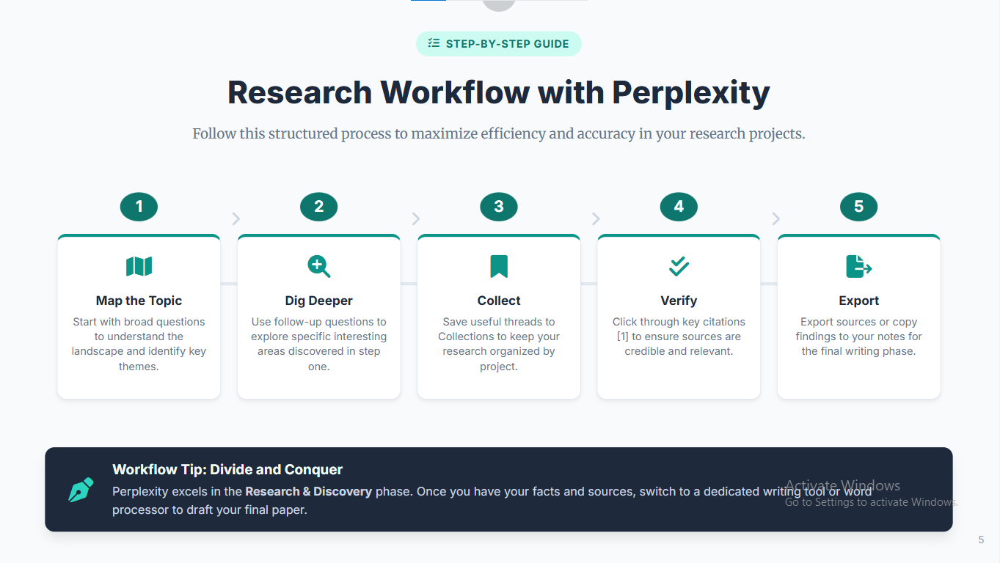 STEP-BY-STEP GUIDE
Research Workflow with Perplexity
Follow this structured process to maximize efficiency and accuracy in your research projects.
1
Map the Topic
Start with broad questions
to understand the
landscape and identify key
themes.
2
Dig Deeper
Use follow-up questions to
explore specific interesting
areas discovered in step
one.
3
Collect
Save useful threads to
Collections to keep your
research organized by
project.
4
Verify
Click through key citations
[1] to ensure sources are
credible and relevant.
5
Export
Export sources or copy
findings to your notes for
the final writing phase.
Workflow Tip: Divide and Conquer
Perplexity excels in the Research & Discovery phase. Once you have your facts and sources, switch to a dedicated writing tool or word
processor to draft your final paper.
Activate Windows
Go to Settings to activate Windows.
5